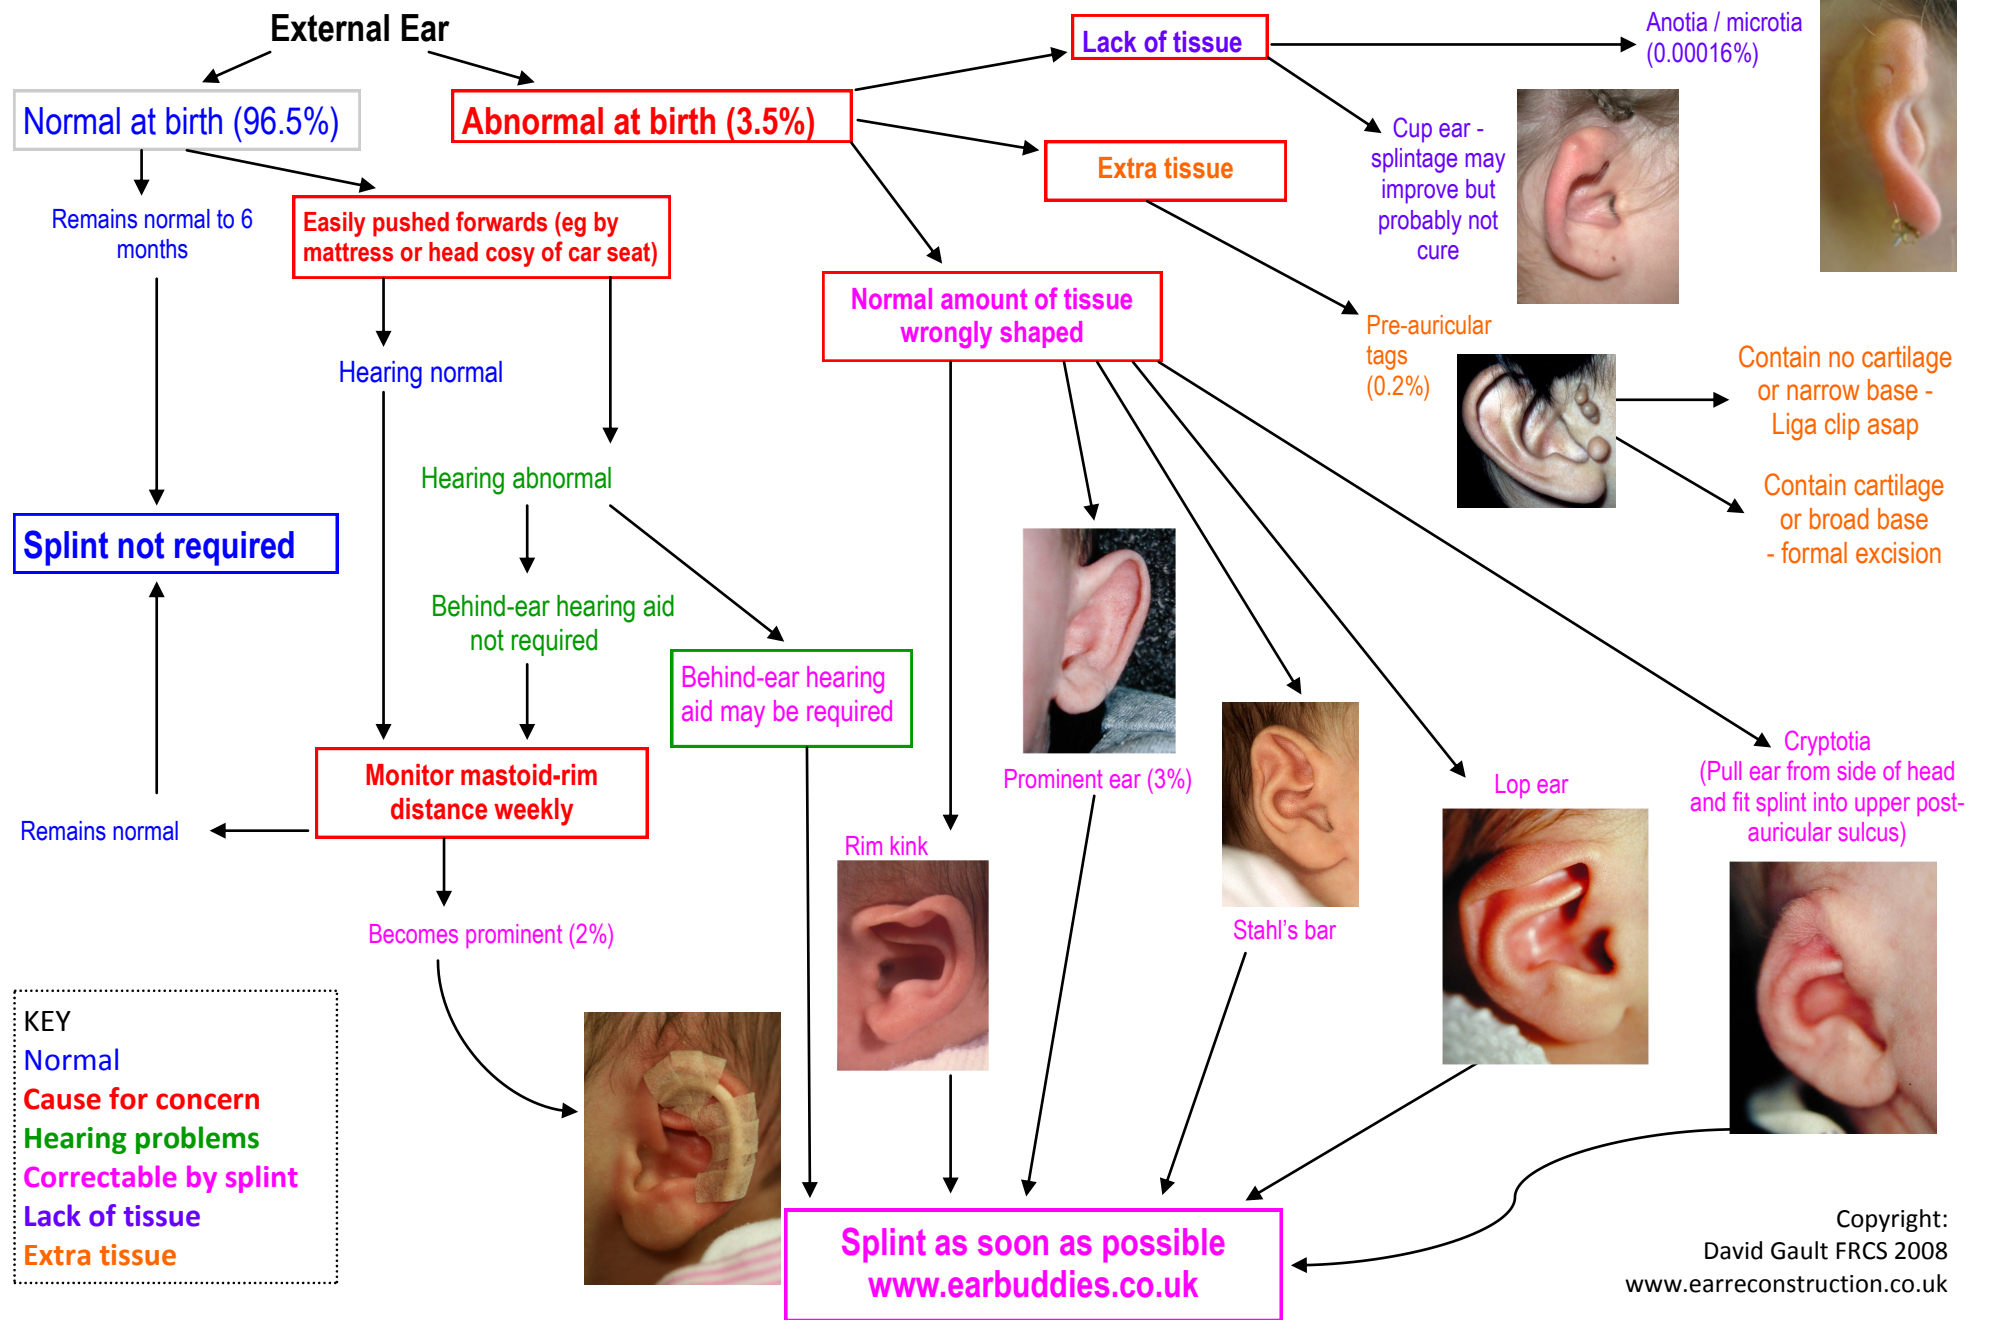 External Ear
Normal at birth (96.5%)
Abnormal at birth (3.5%)
Lack of tissue
Anotia / microtia
(0.00016%)
Cup ear -
splintage may
improve but
probably not
cure
Extra tissue
Remains normal to 6
months
Easily pushed forwards (eg by
mattress or head cosy of car seat)
Normal amount of tissue
wrongly shaped
Pre-auricular
tags
(0.2%)
Contain no cartilage
or narrow base -
Liga clip asap
Contain cartilage
or broad base
- formal excision
Hearing normal
Hearing abnormal
Splint not required
Behind-ear hearing aid
not required
Behind-ear hearing
aid may be required
Monitor mastoid-rim
distance weekly
Remains normal
Becomes prominent (2%)
Rim kink
Prominent ear (3%)
Stahl's bar
Lop ear
Cryptotia
(Pull ear from side of head
and fit splint into upper post-
auricular sulcus)
KEY
Normal
Cause for concern
Hearing problems
Correctable by splint
Lack of tissue
Extra tissue
Splint as soon as possible
www.earbuddies.co.uk
Copyright:
David Gault FRCS 2008
www.earreconstruction.co.uk